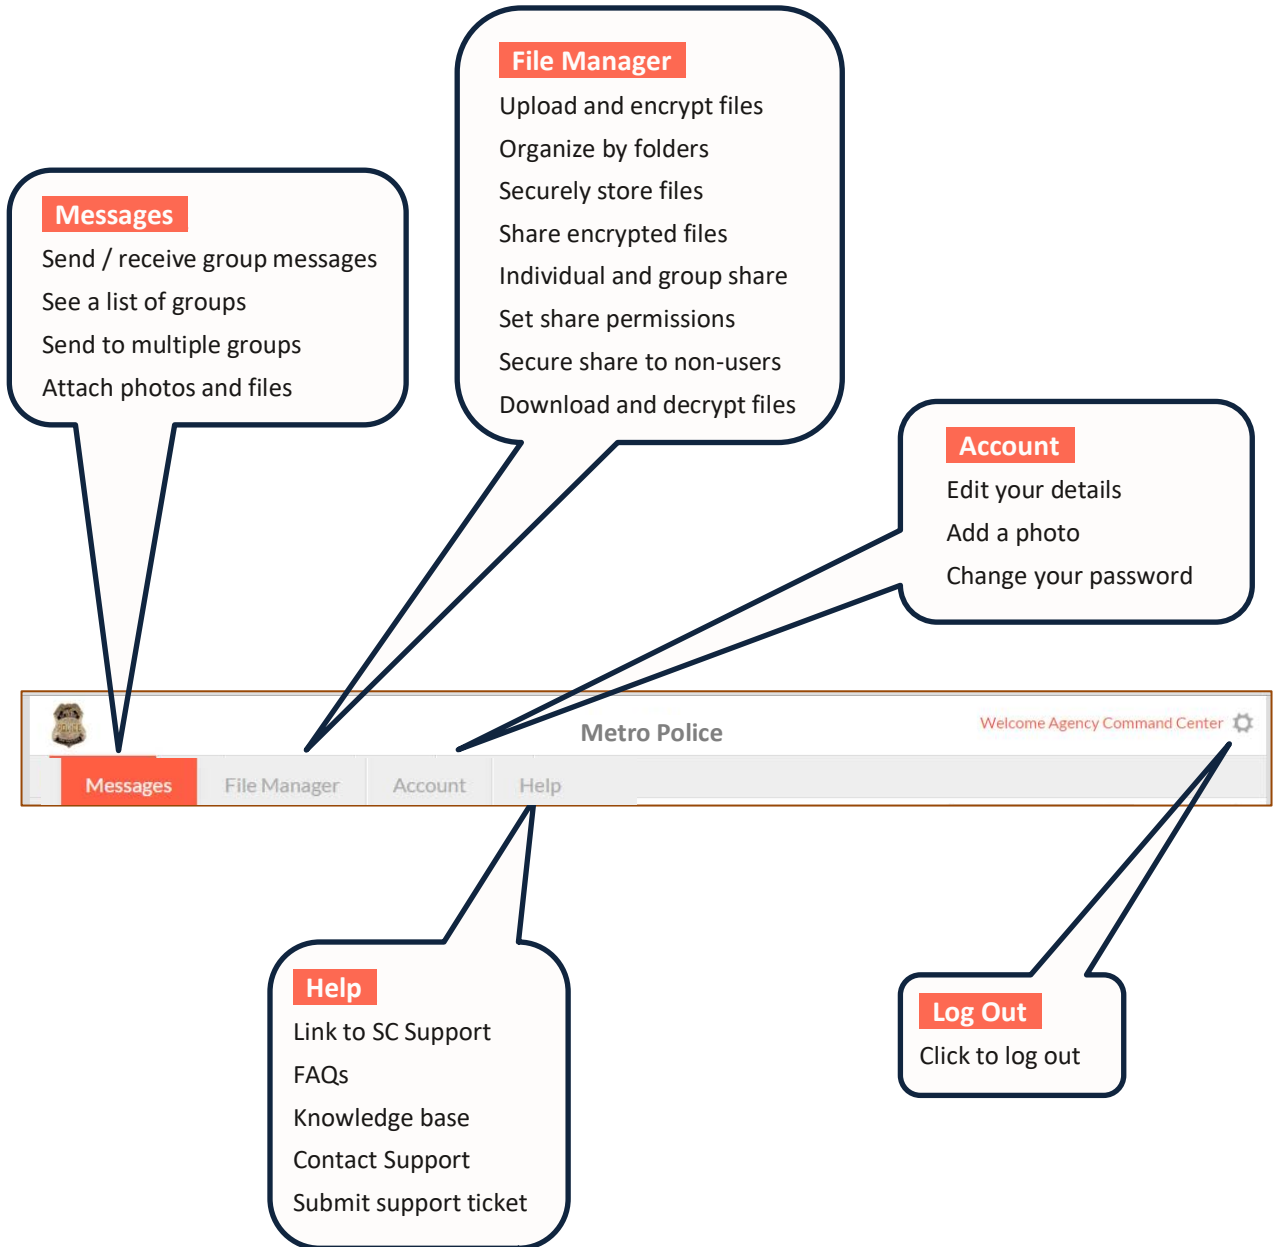 File Manager
Upload and encrypt files
Organize by folders
Securely store files
Share encrypted files
Individual and group share
Set share permissions
Secure share to non-users
Download and decrypt files
Messages
Send / receive group messages
See a list of groups
Send to multiple groups
Attach photos and files
Account
Edit your details
Add a photo
Change your password
Metro Police
Welcome Agency Command Center
Messages
File Manager
Account
Help
Help
Link to SC Support
FAQs
Knowledge base
Contact Support
Submit support ticket
Log Out
Click to log out